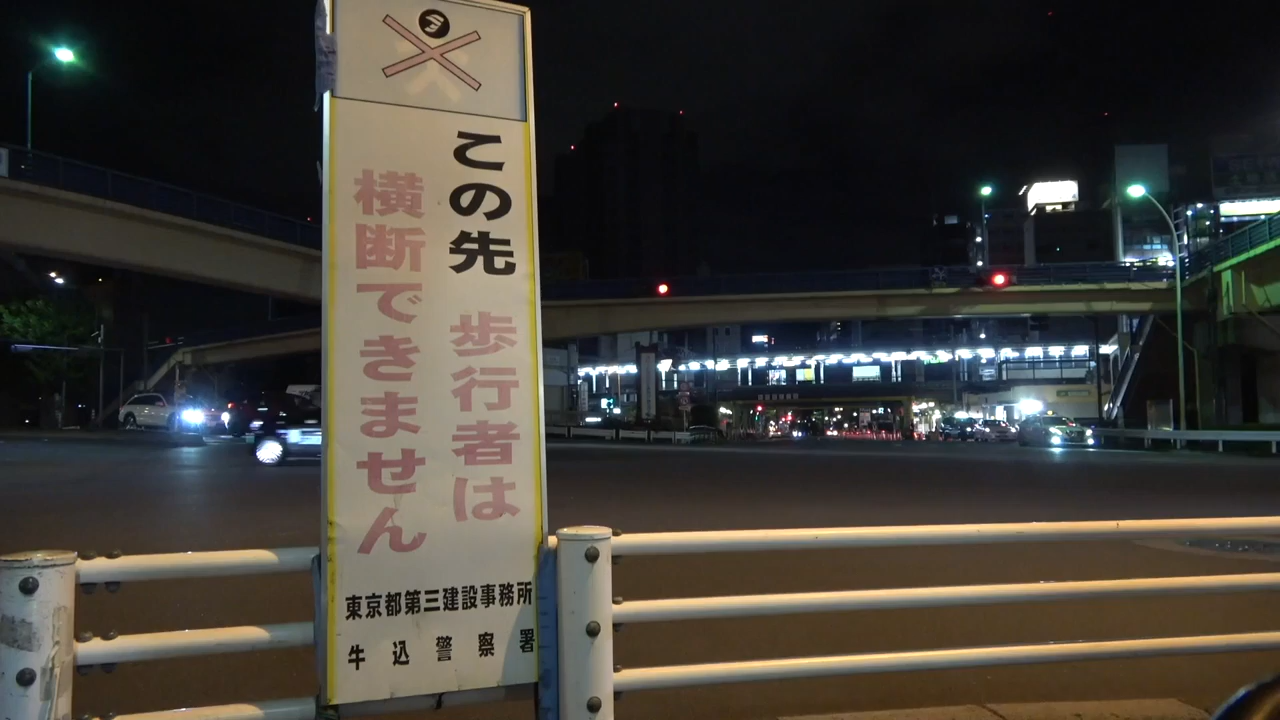 この先 歩行者は
横断できません
東京都第三建設事務所
牛込警察署